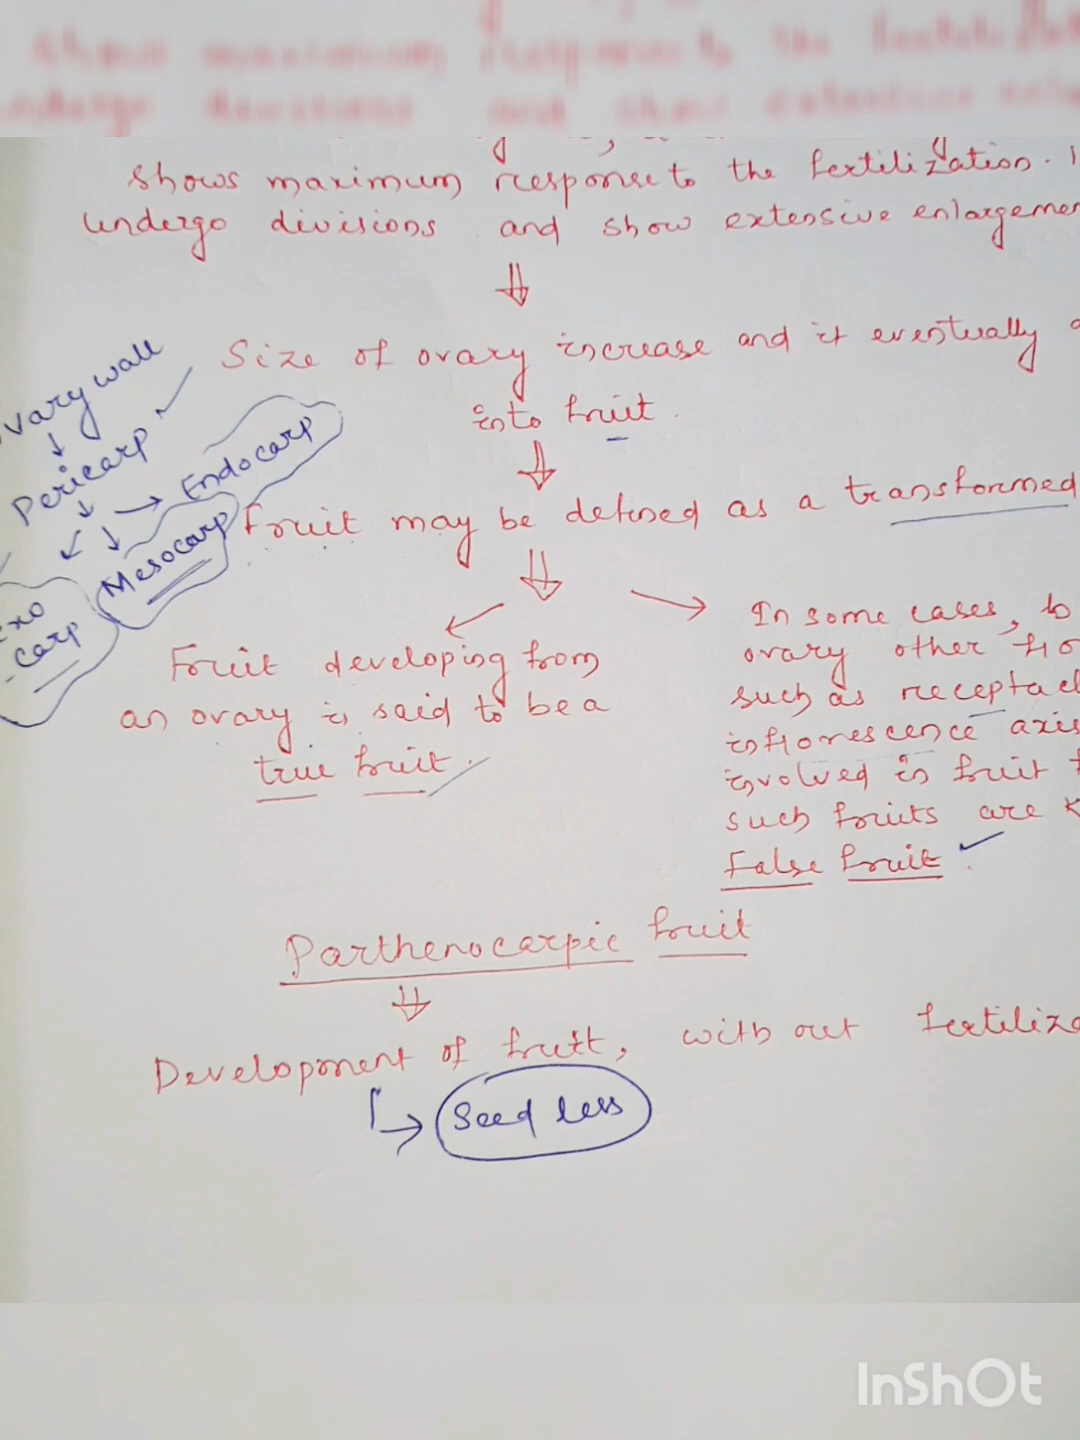 shows maximum response to the fertilization.
undergo divisions and show extensive
Size of ovary increase and it eventually
into fruit.
Ovary wall
Pericarp
Endocarp
Mesocarp
Exo
carp
Fruit may be defined as a transformed
Fruit developing from
an ovary is said to be a
true fruit.
In some cases,
ovary other
such as
inflorescence axis
involved in fruit
such fruits are
False fruit.
Parthenocarpic fruit
Development of fruit, with out
Seed less
InShOt